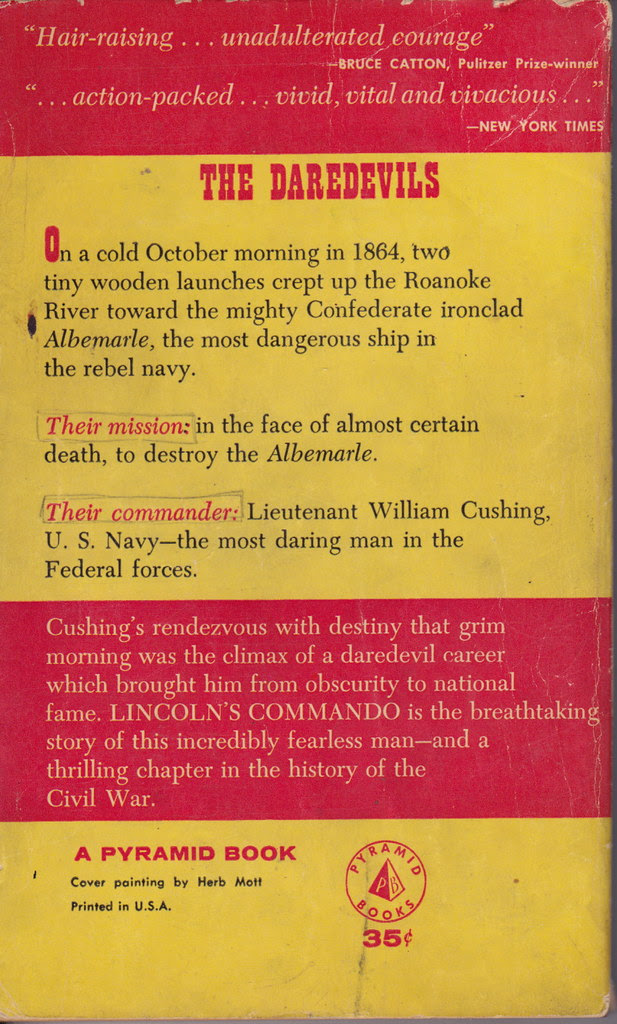 “Hair-raising . . . unadulterated courage”
—BRUCE CATTON, Pulitzer Prize-winner
“. . . action-packed . . . vivid, vital and vivacious . . .”
—NEW YORK TIMES
THE DAREDEVILS
On a cold October morning in 1864, two
tiny wooden launches crept up the Roanoke
River toward the mighty Confederate ironclad
Albemarle, the most dangerous ship in
the rebel navy.
Their mission: in the face of almost certain
death, to destroy the Albemarle.
Their commander: Lieutenant William Cushing,
U. S. Navy—the most daring man in the
Federal forces.
Cushing’s rendezvous with destiny that grim
morning was the climax of a daredevil career
which brought him from obscurity to national
fame. LINCOLN’S COMMANDO is the breathtaking
story of this incredibly fearless man—and a
thrilling chapter in the history of the
Civil War.
A PYRAMID BOOK
Cover painting by Herb Mott
Printed in U.S.A.
PYRAMID
PB
BOOKS
35¢